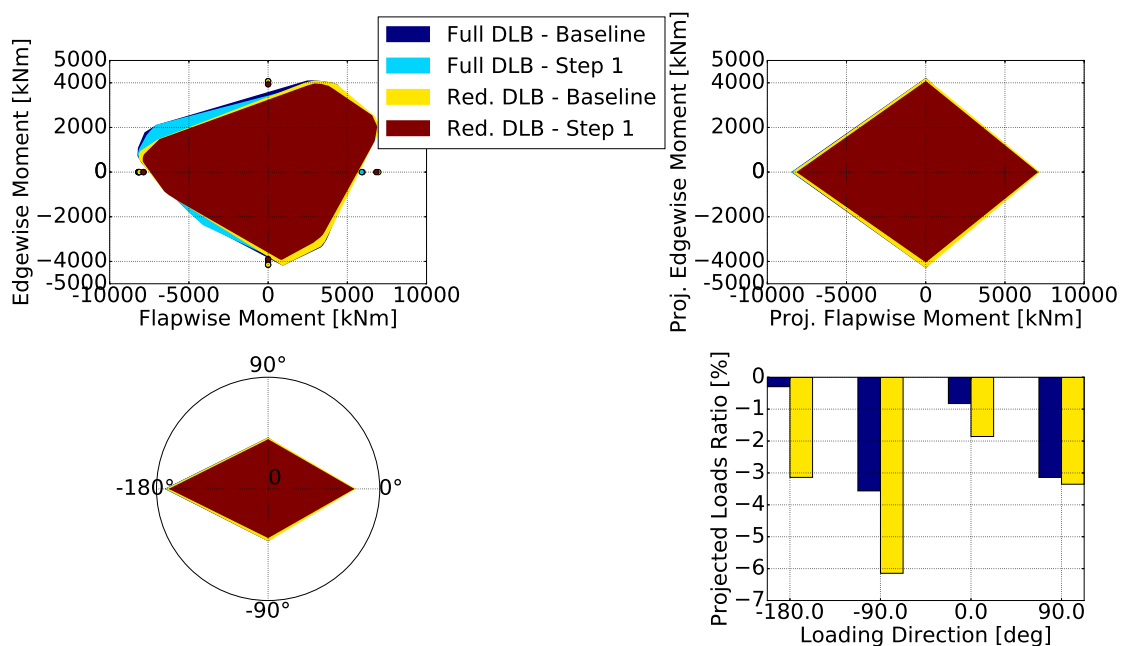 Full DLB - Baseline
Full DLB - Step 1
Red. DLB - Baseline
Red. DLB - Step 1
Edgewise Moment [kNm]
5000
4000
2000
0
−2000
−4000
−5000
-10000 -5000 0 5000 10000
Flapwise Moment [kNm]
Proj. Edgewise Moment [kNm]
5000
4000
2000
0
−2000
−4000
−5000
-10000 -5000 0 5000 10000
Proj. Flapwise Moment [kNm]
90°
-180° 0 0°
-90°
Projected Loads Ratio [%]
0
−1
−2
−3
−4
−5
−6
−7
-180.0 -90.0 0.0 90.0
Loading Direction [deg]